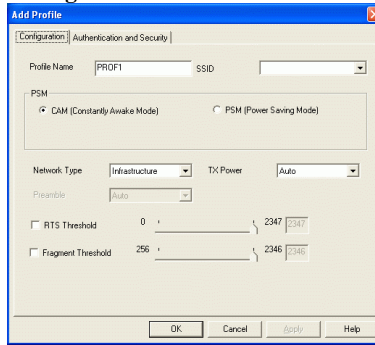 Add Profile
Configuration Authentication and Security
Profile Name PROF1 SSID
PSM
CAM (Constantly Awake Mode) PSM (Power Saving Mode)
Network Type Infrastructure TX Power Auto
Preamble Auto
RTS Threshold 0 2347 2347
Fragment Threshold 256 2346 2346
OK Cancel Apply Help